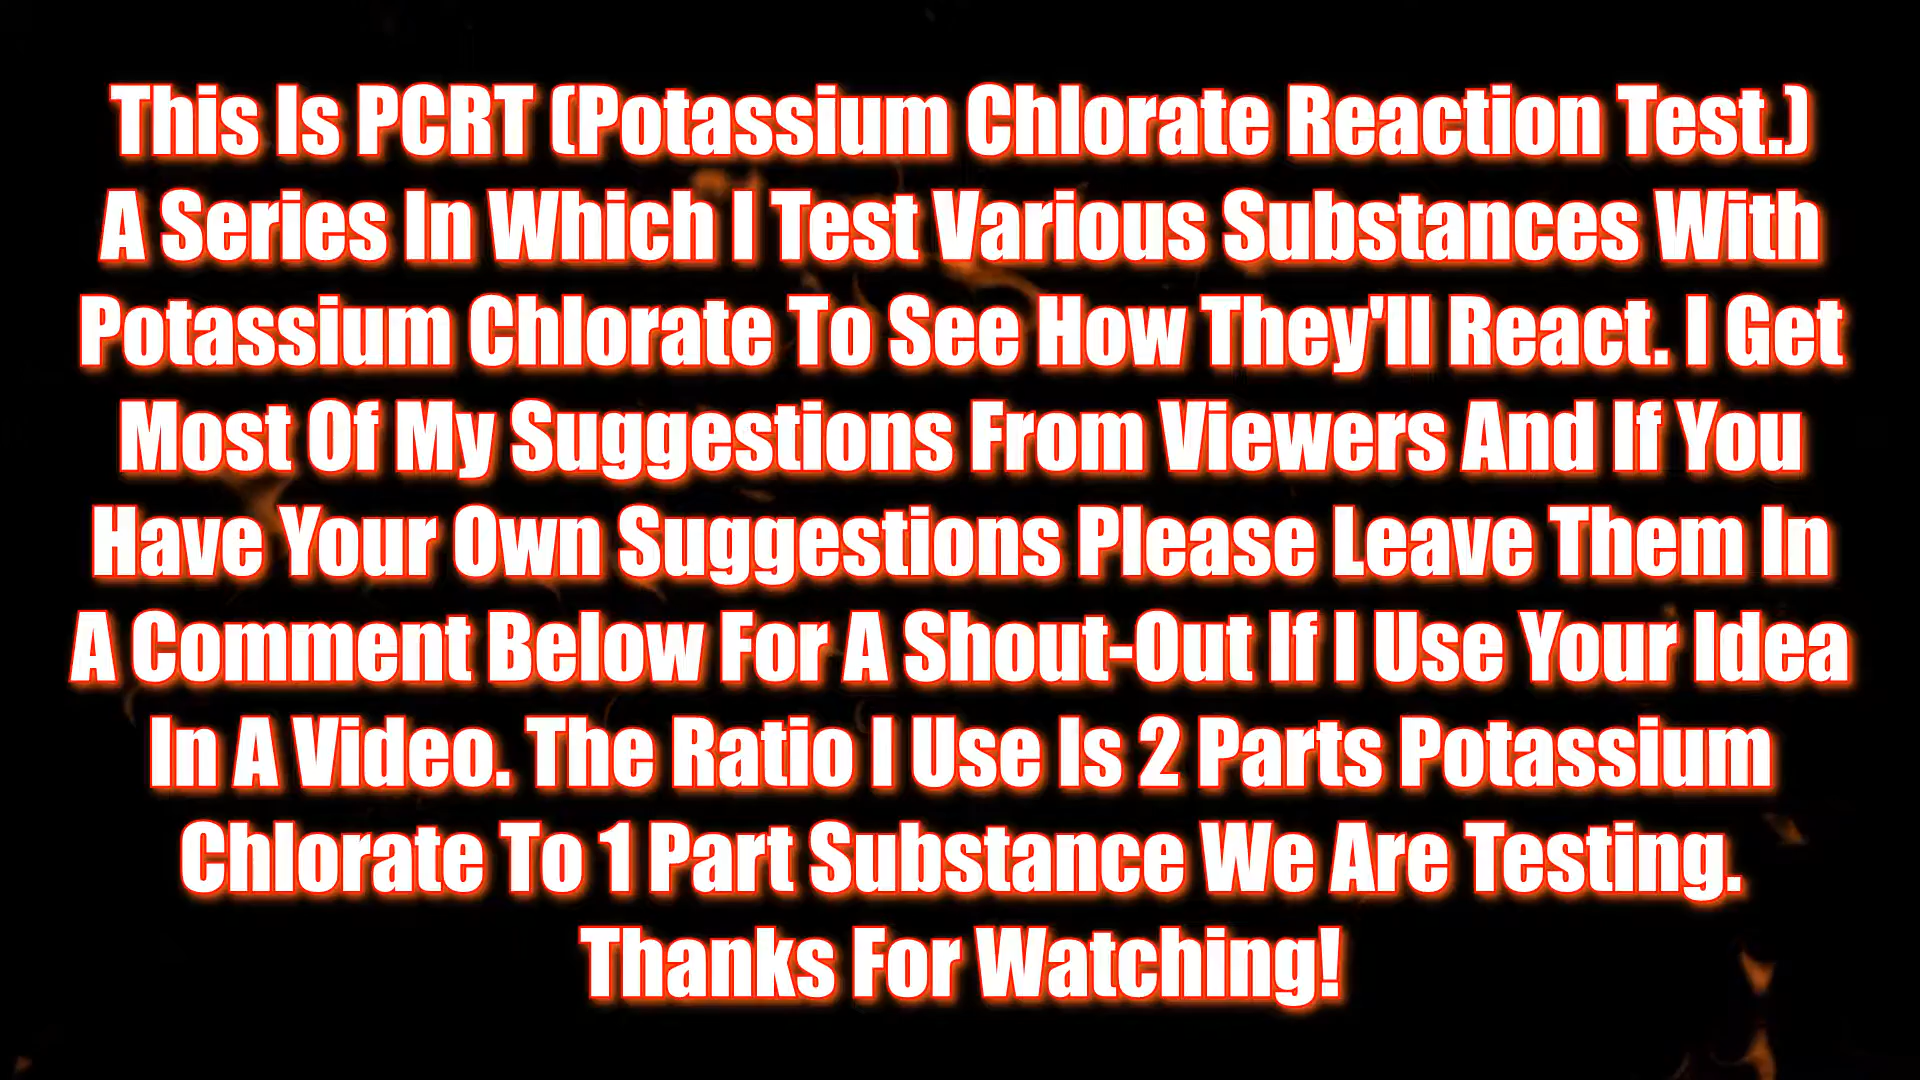 This Is PCRT (Potassium Chlorate Reaction Test.)
A Series In Which I Test Various Substances With
Potassium Chlorate To See How They'll React. I Get
Most Of My Suggestions From Viewers And If You
Have Your Own Suggestions Please Leave Them In
A Comment Below For A Shout-Out If I Use Your Idea
In A Video. The Ratio I Use Is 2 Parts Potassium
Chlorate To 1 Part Substance We Are Testing.
Thanks For Watching!